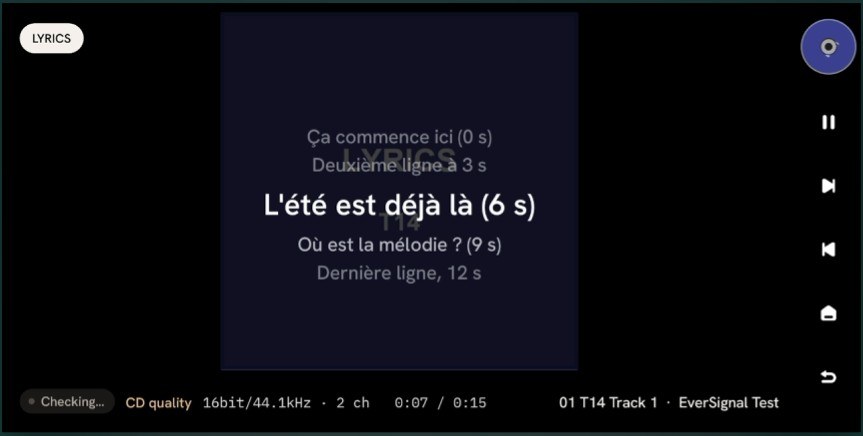 LYRICS
Ça commence ici (0 s)
LYRICS
Deuxième ligne à 3 s
L'été est déjà là (6 s)
T14
Où est la mélodie ? (9 s)
Dernière ligne, 12 s
Checking... CD quality 16bit/44.1kHz · 2 ch 0:07 / 0:15 01 T14 Track 1 · EverSignal Test